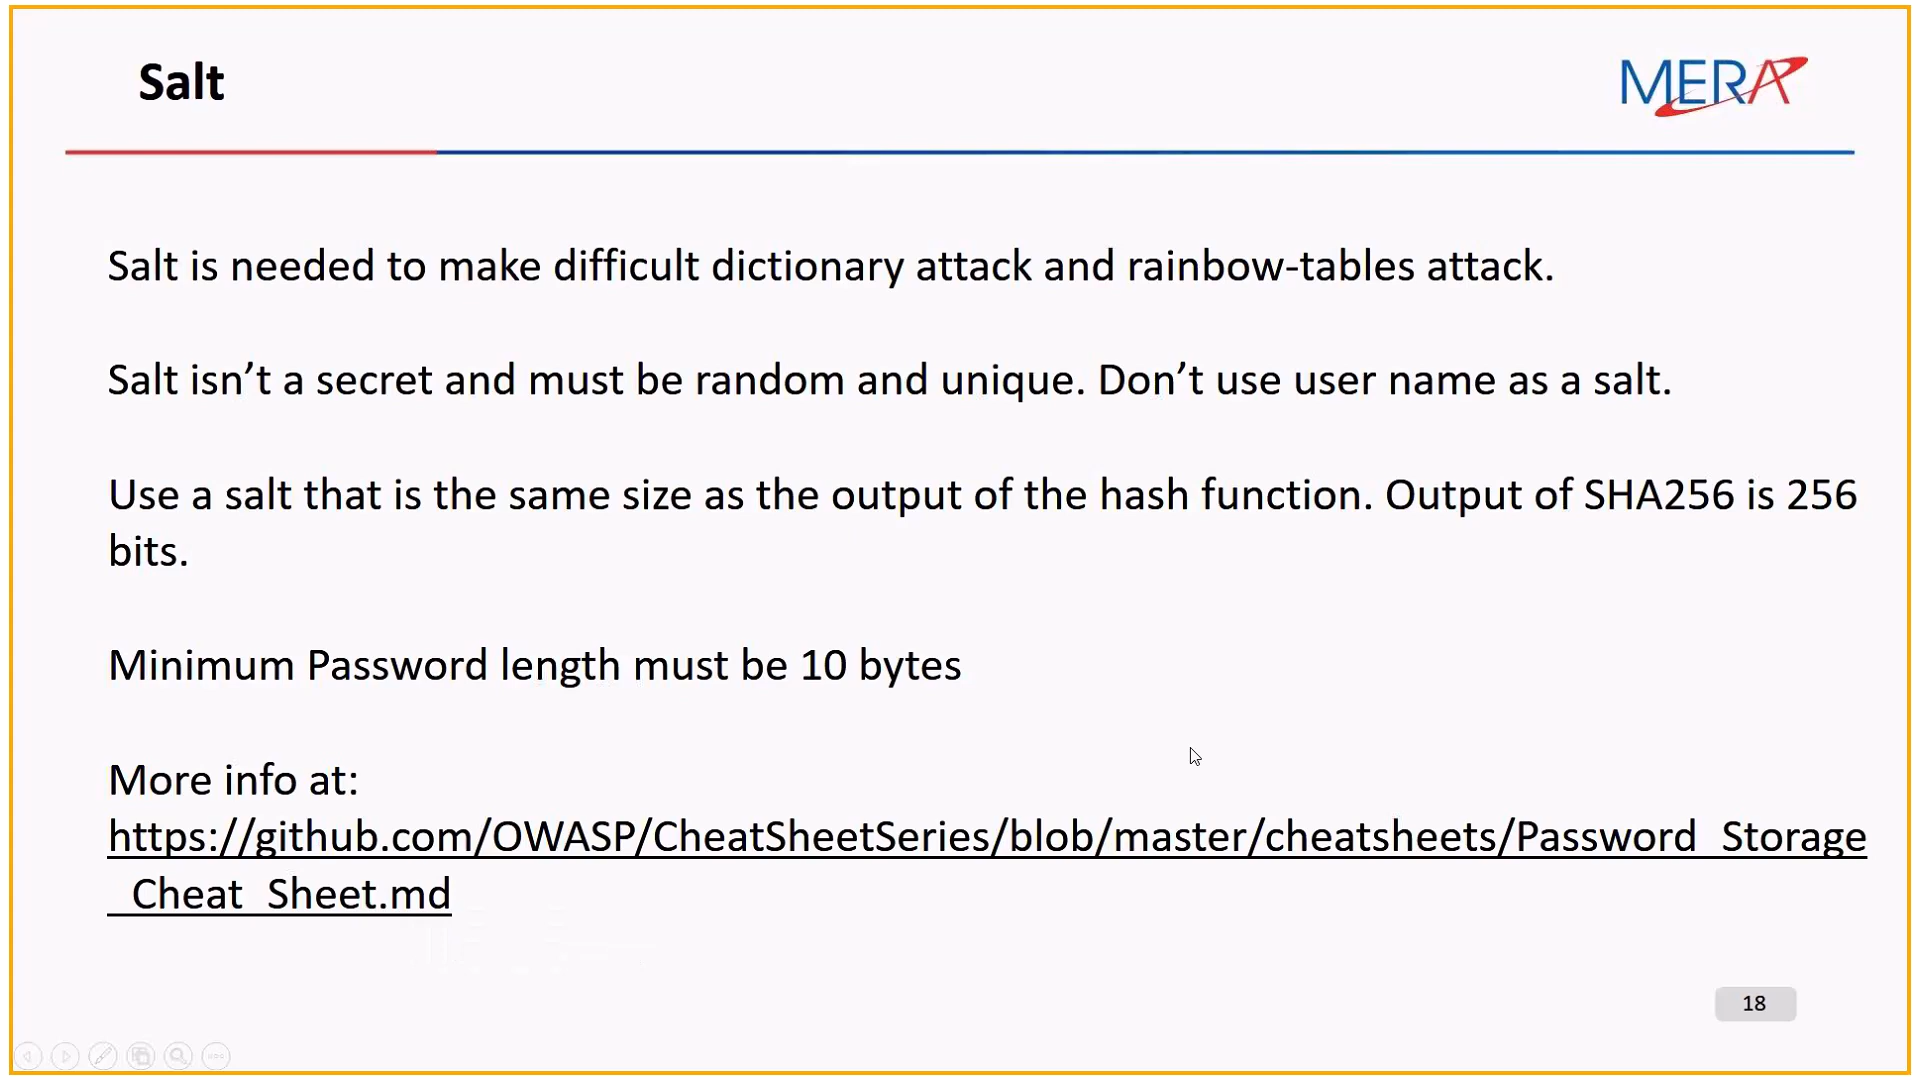 Salt
MERA
Salt is needed to make difficult dictionary attack and rainbow-tables attack.
Salt isn’t a secret and must be random and unique. Don’t use user name as a salt.
Use a salt that is the same size as the output of the hash function. Output of SHA256 is 256
bits.
Minimum Password length must be 10 bytes
More info at:
https://github.com/OWASP/CheatSheetSeries/blob/master/cheatsheets/Password_Storage
_Cheat_Sheet.md
18